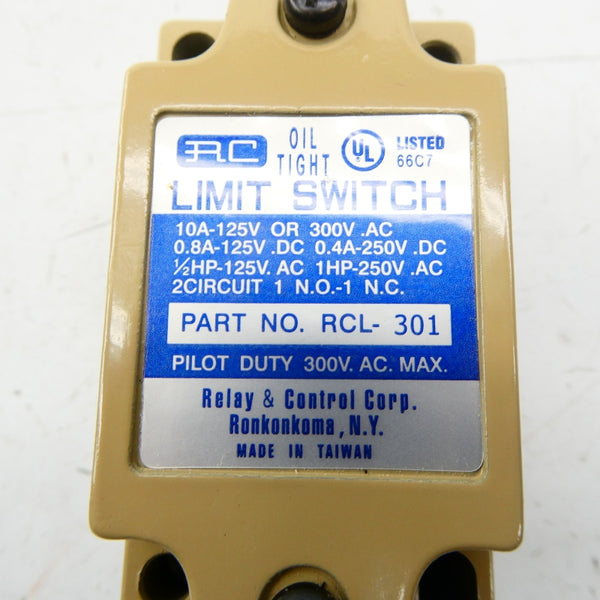 RC OIL TIGHT UL LISTED 66C7
LIMIT SWITCH
10A-125V OR 300V .AC
0.8A-125V .DC 0.4A-250V .DC
½HP-125V. AC 1HP-250V .AC
2CIRCUIT 1 N.O.-1 N.C.
PART NO. RCL- 301
PILOT DUTY 300V. AC. MAX.
Relay & Control Corp.
Ronkonkoma, N.Y.
MADE IN TAIWAN